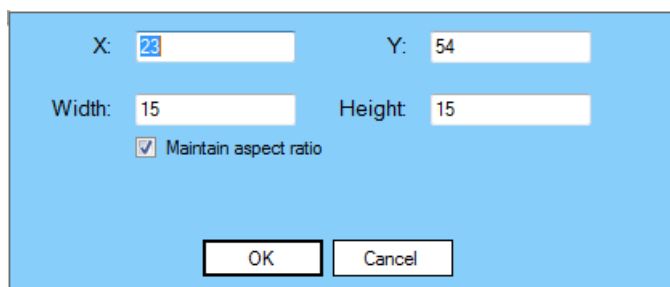 X: 23 Y: 54
Width: 15 Height: 15
Maintain aspect ratio
OK Cancel